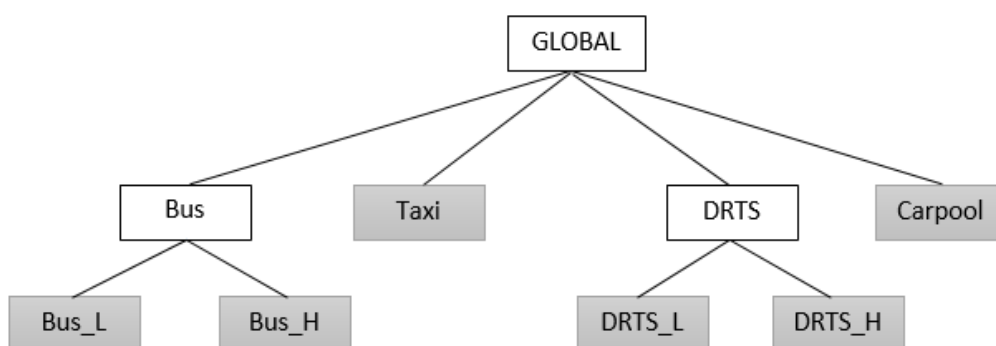 GLOBAL
Bus
Taxi
DRTS
Carpool
Bus_L
Bus_H
DRTS_L
DRTS_H